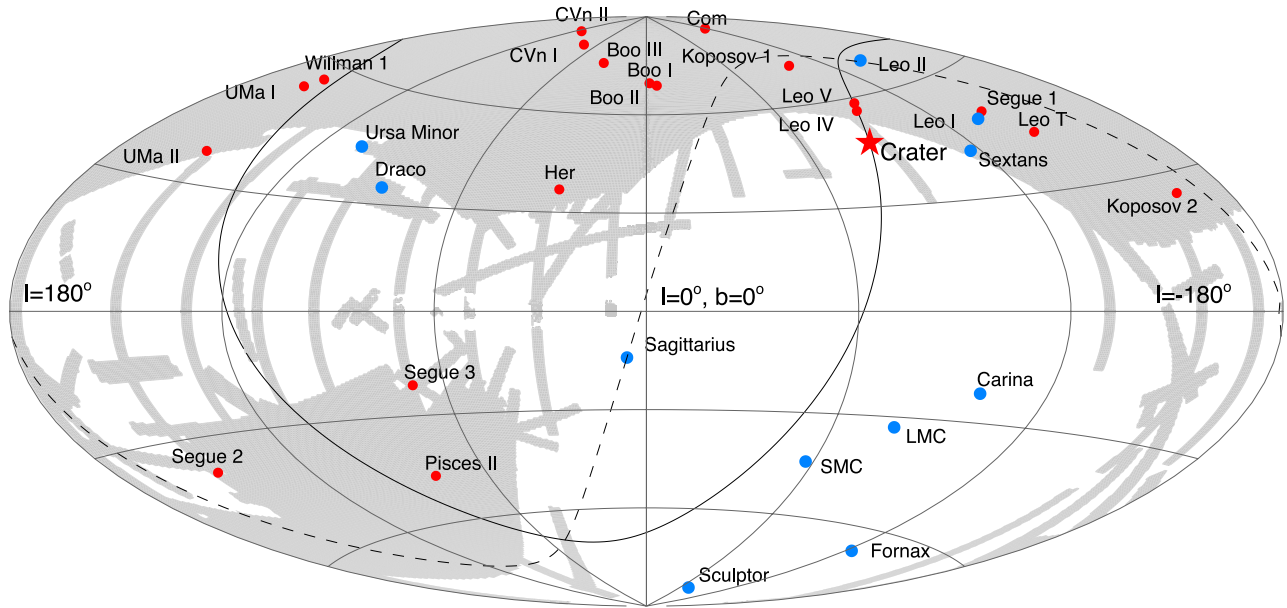 CVn II
Com
CVn I
Boo III
Koposov 1
Willman 1
Boo I
Leo II
UMa I
Boo II
Leo V
Segue 1
Leo IV
Leo I
Leo T
Ursa Minor
UMa II
Crater
Sextans
Draco
Her
Koposov 2
l=180°
l=0°, b=0°
l=-180°
Sagittarius
Segue 3
Carina
LMC
Segue 2
Pisces II
SMC
Fornax
Sculptor